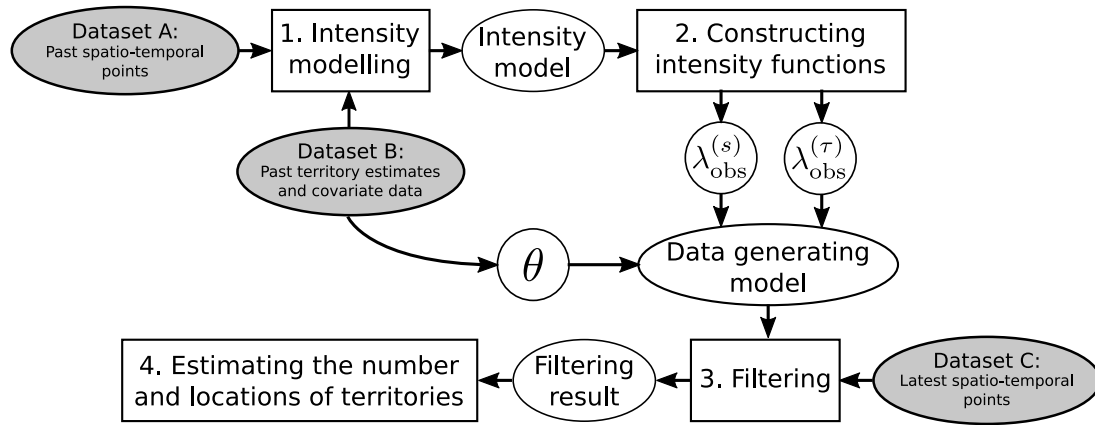 Dataset A:
Past spatio-temporal
points
1. Intensity
modelling
Intensity
model
2. Constructing
intensity functions
Dataset B:
Past territory estimates
and covariate data
λ_obs^(s)
λ_obs^(τ)
θ
Data generating
model
4. Estimating the number
and locations of territories
Filtering
result
3. Filtering
Dataset C:
Latest spatio-temporal
points